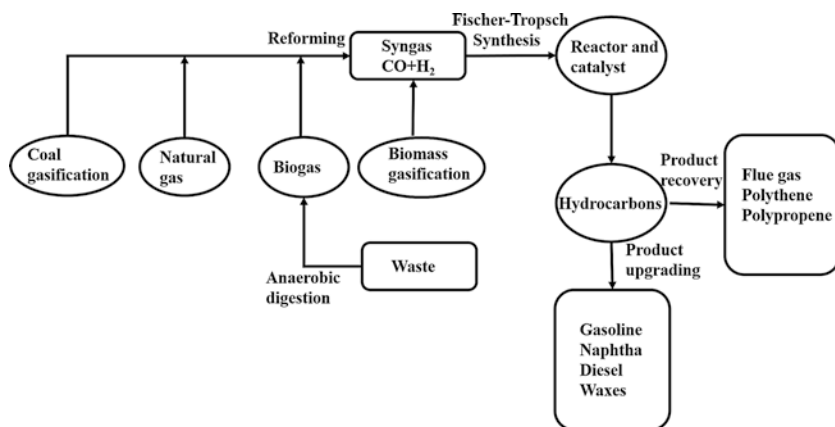 Fischer-Tropsch
Synthesis
Reforming
Syngas
CO+H₂
Reactor and
catalyst
Coal
gasification
Natural
gas
Biogas
Biomass
gasification
Product
recovery
Flue gas
Polythene
Polypropene
Hydrocarbons
Anaerobic
digestion
Waste
Product
upgrading
Gasoline
Naphtha
Diesel
Waxes